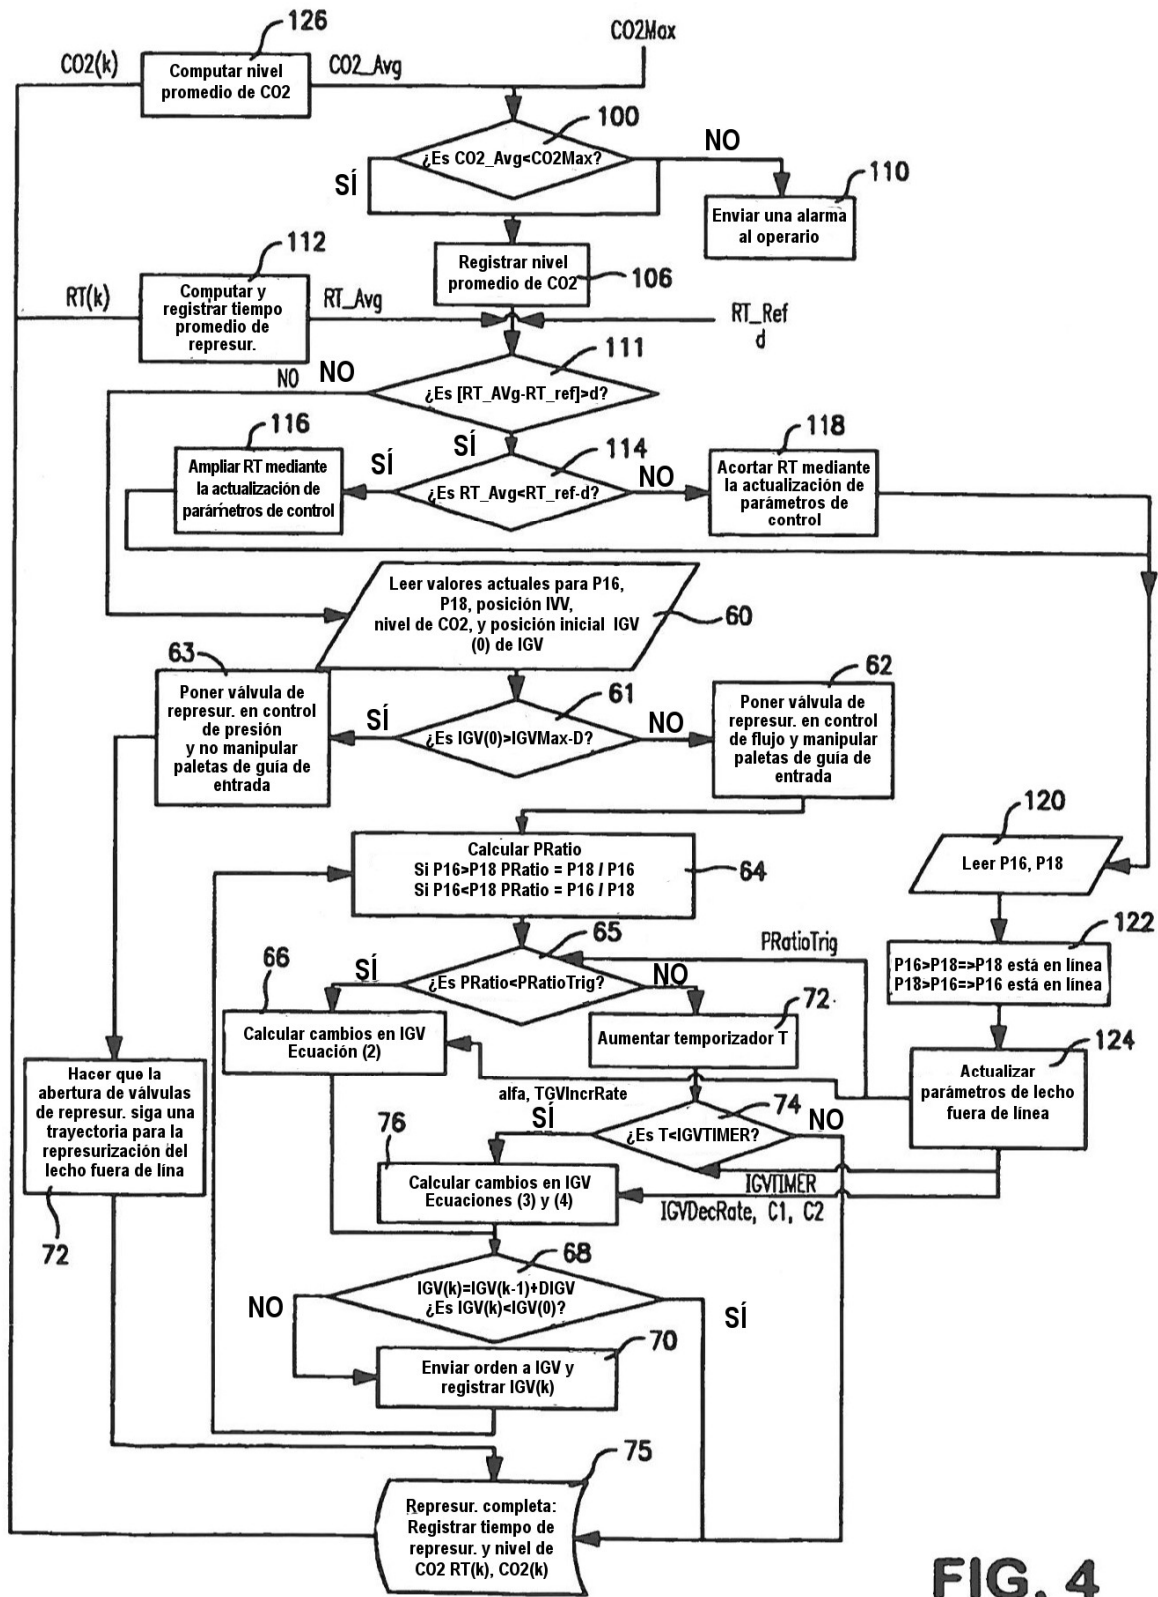 126
CO2Max
CO2(k)
Computar nivel
promedio de CO2
CO2_Avg
100
¿Es CO2_Avg<CO2Max?
NO
SÍ
110
Enviar una alarma
al operario
112
Registrar nivel
promedio de CO2
106
RT(k)
Computar y
registrar tiempo
promedio de
represur.
RT_Avg
RT_Ref
d
111
NO
NO
¿Es [RT_AVg-RT_ref]>d?
116
SÍ
114
118
Ampliar RT mediante
la actualización de
parámetros de control
SÍ
¿Es RT_Avg<RT_ref-d?
NO
Acortar RT mediante
la actualización de
parámetros de
control
Leer valores actuales para P16,
P18, posición IVV,
nivel de CO2, y posición inicial IGV
(0) de IGV
60
63
Poner válvula de
represur. en control
de presión
y no manipular
paletas de guía de
entrada
SÍ
61
¿Es IGV(0)>IGVMax-D?
NO
62
Poner válvula de
represur. en control
de flujo y manipular
paletas de guía de
entrada
120
Leer P16, P18
Calcular PRatio
Si P16>P18 PRatio = P18 / P16
Si P16<P18 PRatio = P16 / P18
64
65
PRatioTrig
122
P16>P18=>P18 está en línea
P18>P16=>P16 está en línea
66
SÍ
¿Es PRatio<PRatioTrig?
NO
72
Calcular cambios en IGV
Ecuación (2)
Aumentar temporizador T
124
Actualizar
parámetros de lecho
fuera de línea
Hacer que la
abertura de válvulas
de represur. siga una
trayectoria para la
represurización del
lecho fuera de lína
72
alfa, TGVIncrRate
74
SÍ
¿Es T<IGVTIMER?
NO
76
Calcular cambios en IGV
Ecuaciones (3) y (4)
IGVTIMER
IGVDecRate, C1, C2
68
IGV(k)=IGV(k-1)+DIGV
¿Es IGV(k)<IGV(0)?
NO
SÍ
70
Enviar orden a IGV y
registrar IGV(k)
75
Represur. completa:
Registrar tiempo de
represur. y nivel de
CO2 RT(k), CO2(k)
FIG. 4